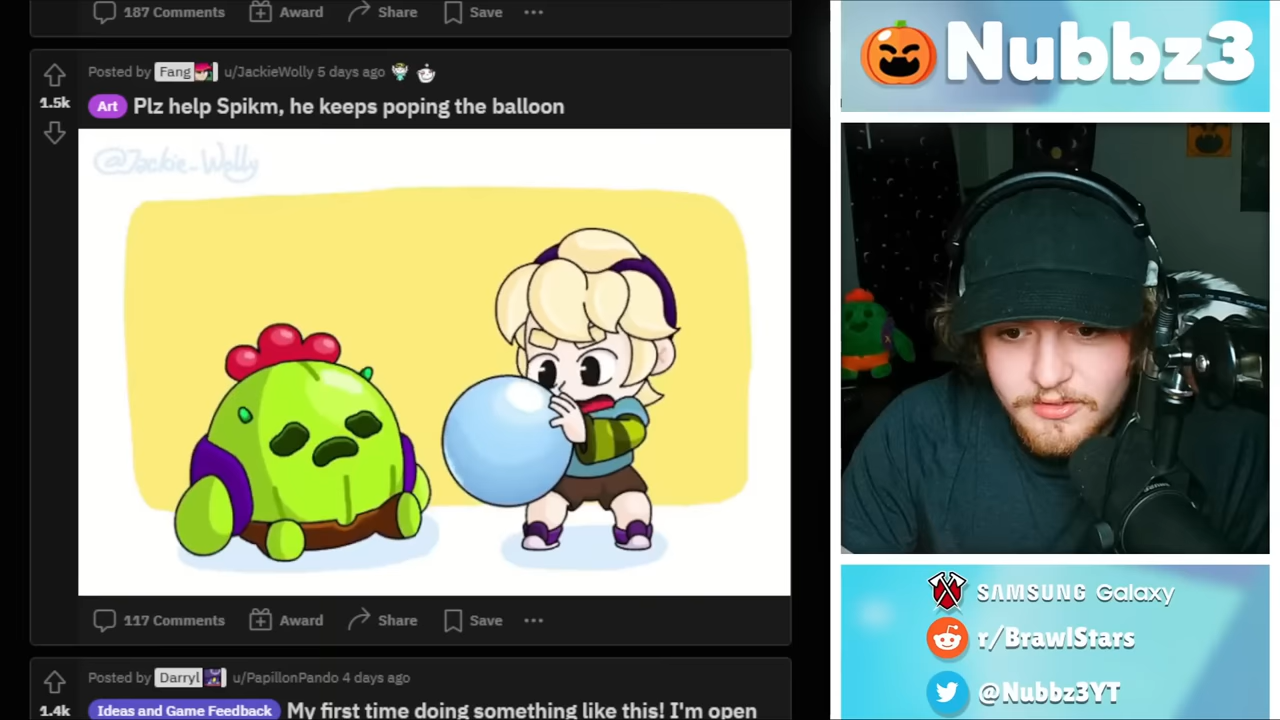 187 Comments Award Share Save
Posted by Fang u/JackieWolly 5 days ago
1.5k
Art Plz help Spikm, he keeps poping the balloon
@Jackie-Wolly
117 Comments Award Share Save
Posted by Darryl u/PapillonPando 4 days ago
1.4k
Ideas and Game Feedback My first time doing something like this! I'm open
Nubbz3
SAMSUNG Galaxy
r/BrawlStars
@Nubbz3YT